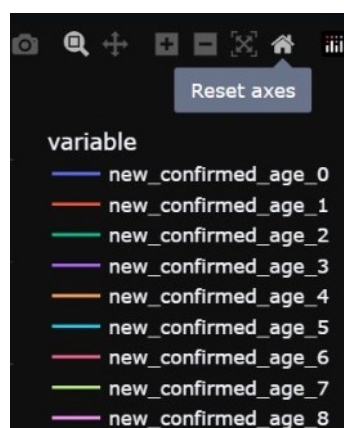 Reset axes
variable
new_confirmed_age_0
new_confirmed_age_1
new_confirmed_age_2
new_confirmed_age_3
new_confirmed_age_4
new_confirmed_age_5
new_confirmed_age_6
new_confirmed_age_7
new_confirmed_age_8